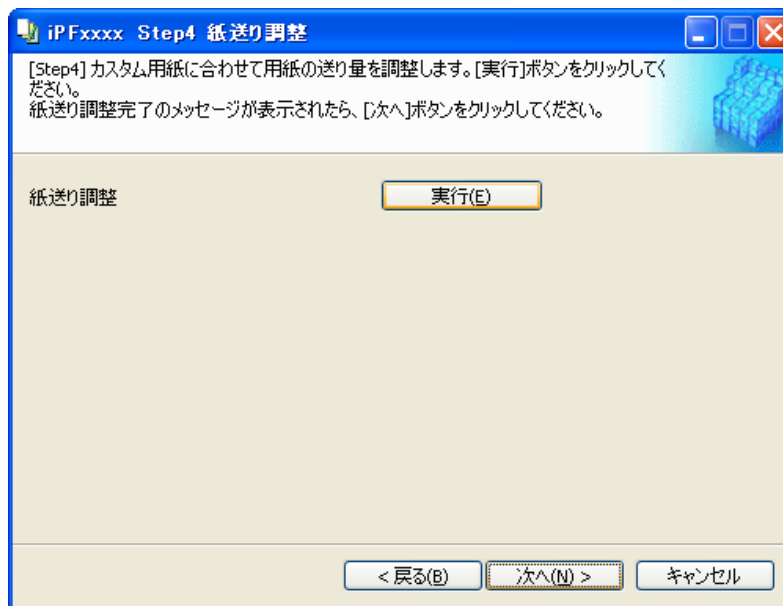 iPFxxxx Step4 紙送り調整
[Step4] カスタム用紙に合わせて用紙の送り量を調整します。[実行]ボタンをクリックしてく
ださい。
紙送り調整完了のメッセージが表示されたら、[次へ]ボタンをクリックしてください。
紙送り調整
実行(E)
< 戻る(B)
次へ(N) >
キャンセル